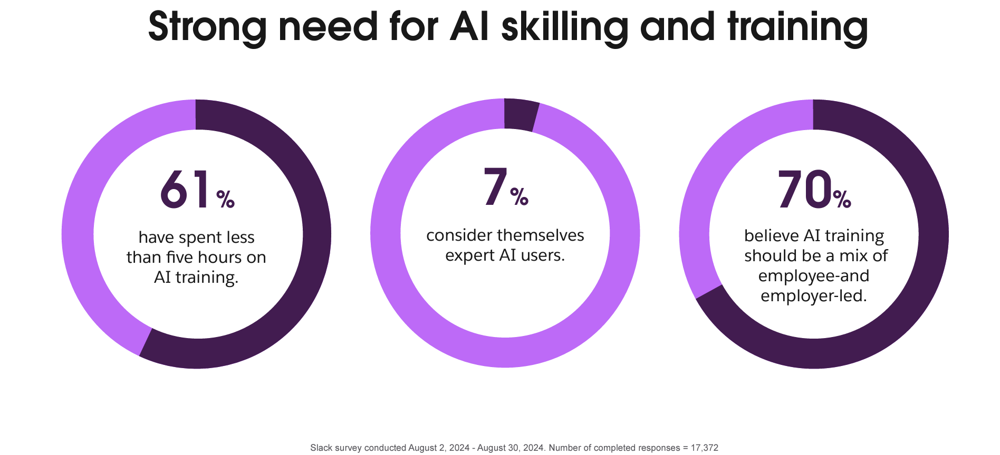 Strong need for AI skilling and training
61%
have spent less
than five hours on
AI training.
7%
consider themselves
expert AI users.
70%
believe AI training
should be a mix of
employee-and
employer-led.
Slack survey conducted August 2, 2024 - August 30, 2024. Number of completed responses = 17,372